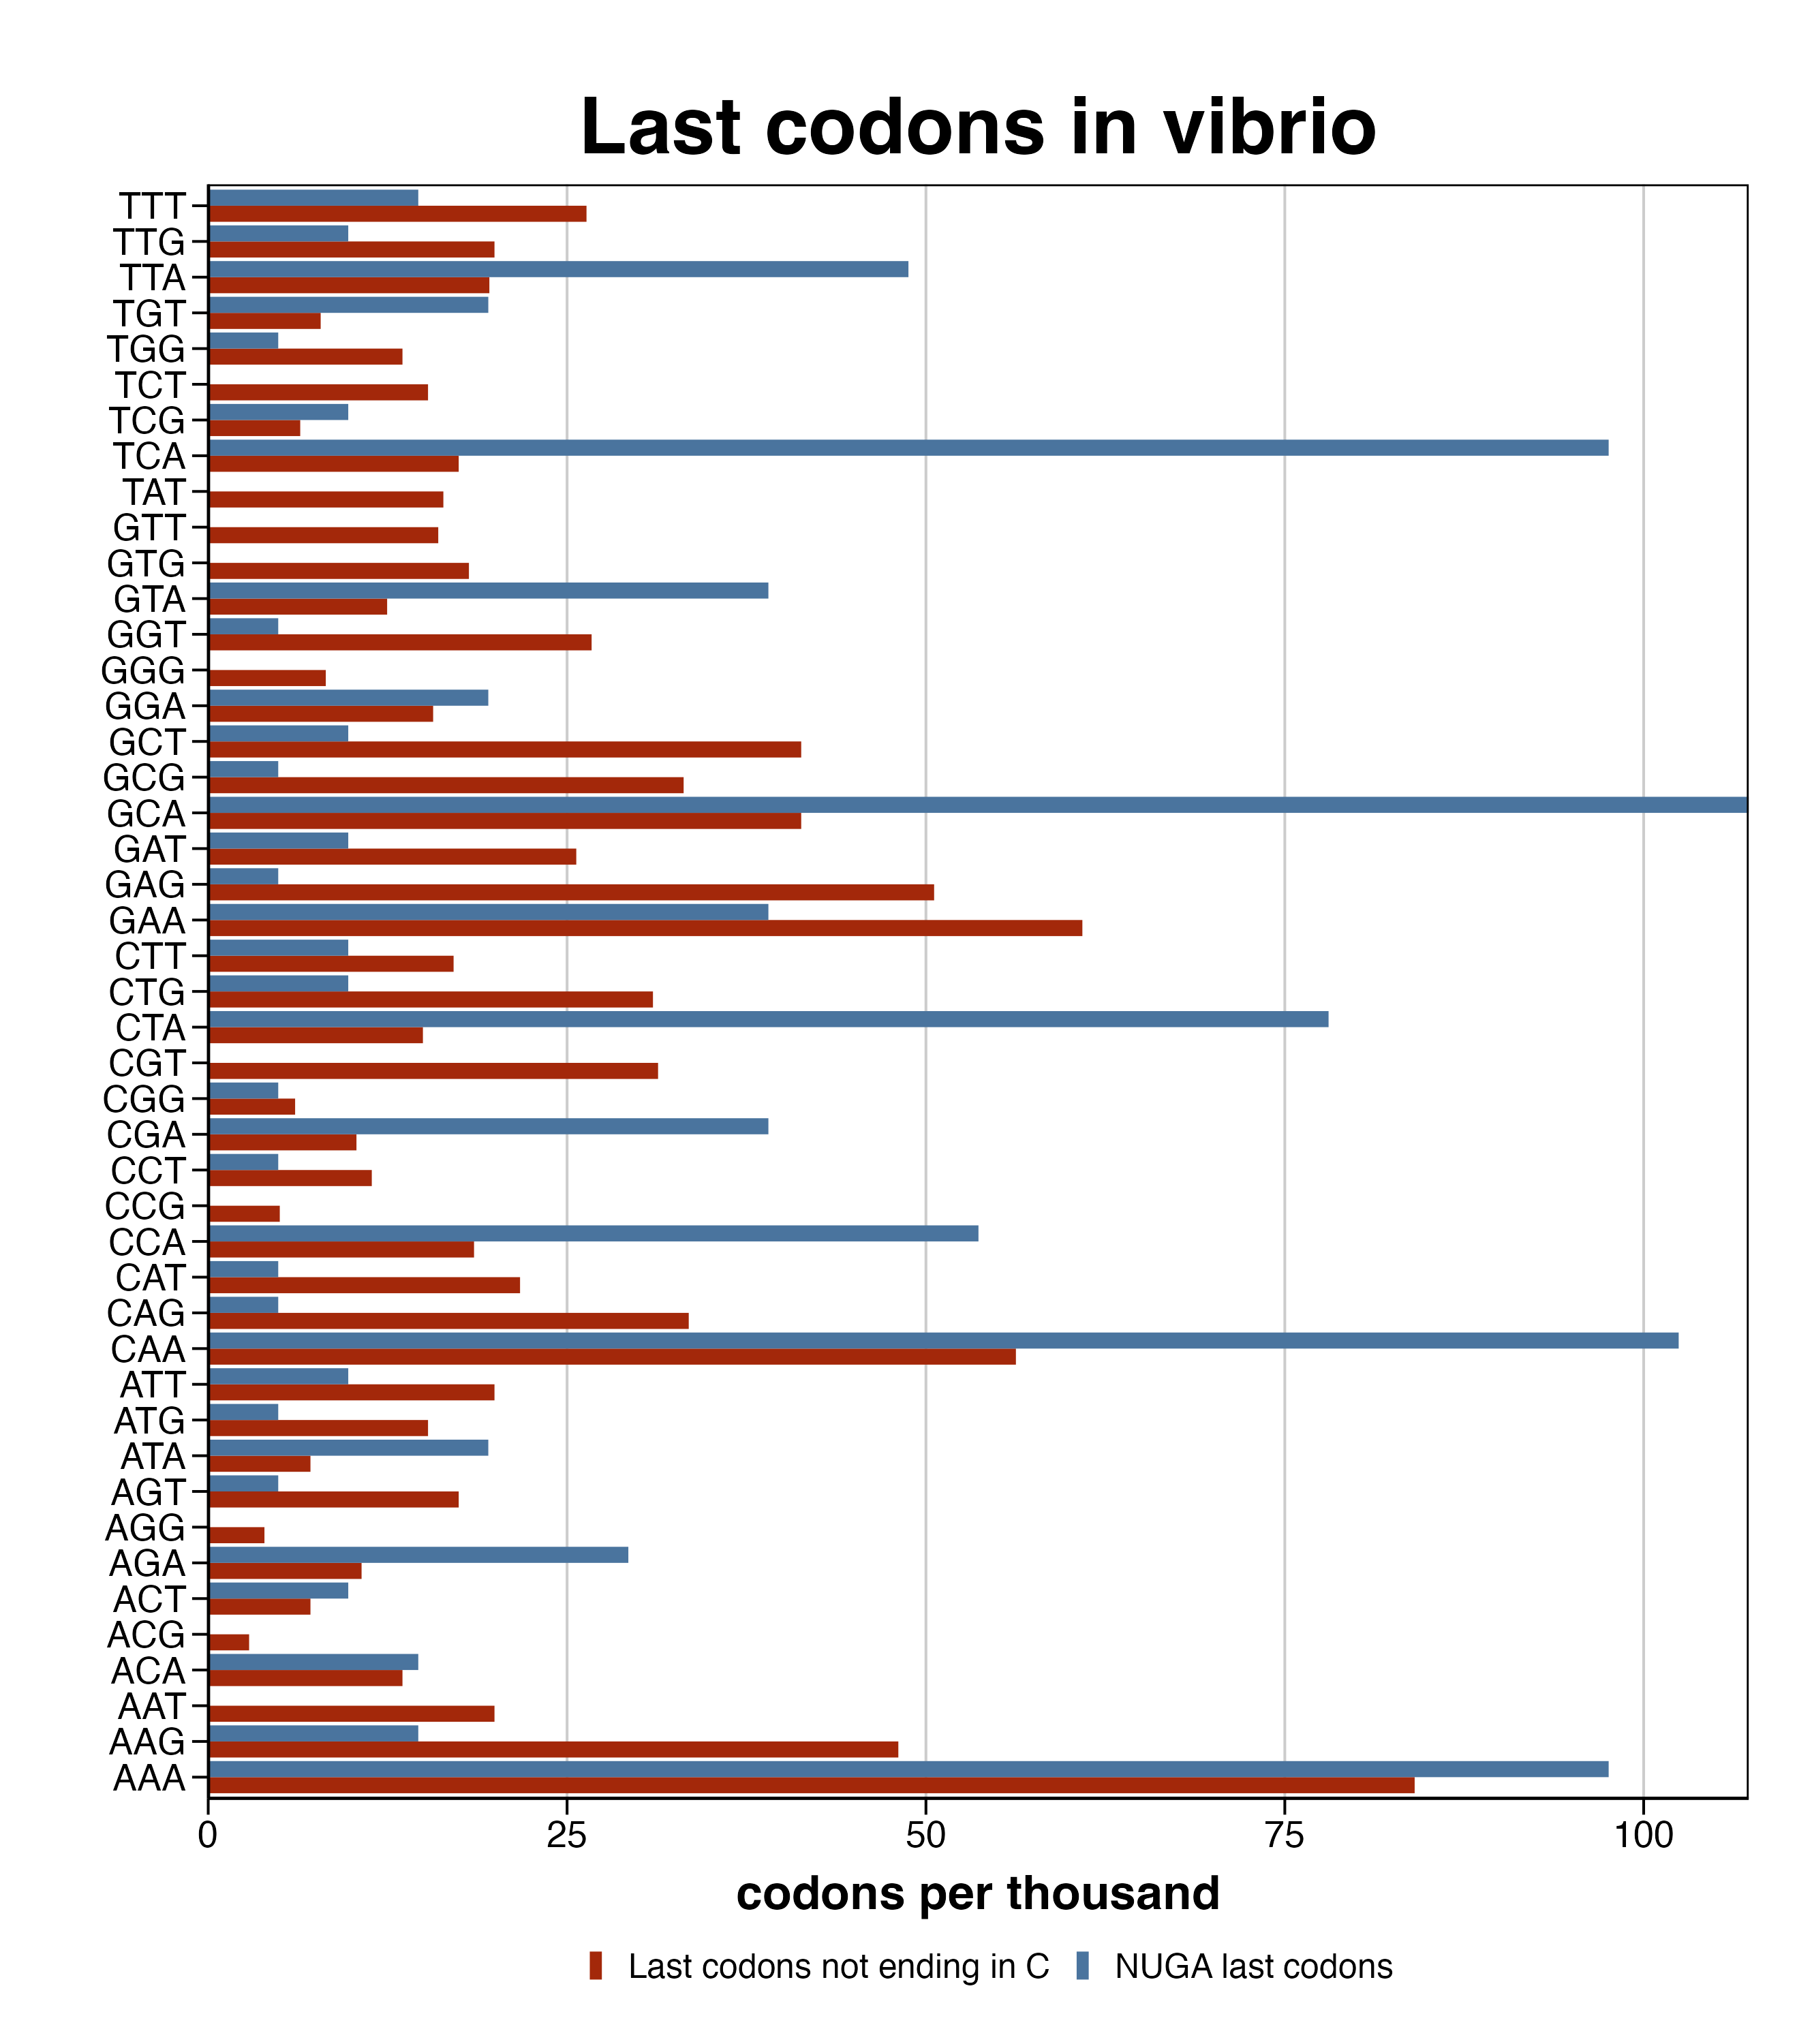 Last codons in vibrio
TTT
TTG
TTA
TGT
TGG
TCT
TCG
TCA
TAT
GTT
GTG
GTA
GGT
GGG
GGA
GCT
GCG
GCA
GAT
GAG
GAA
CTT
CTG
CTA
CGT
CGG
CGA
CCT
CCG
CCA
CAT
CAG
CAA
ATT
ATG
ATA
AGT
AGG
AGA
ACT
ACG
ACA
AAT
AAG
AAA
0 25 50 75 100
codons per thousand
Last codons not ending in C NUGA last codons